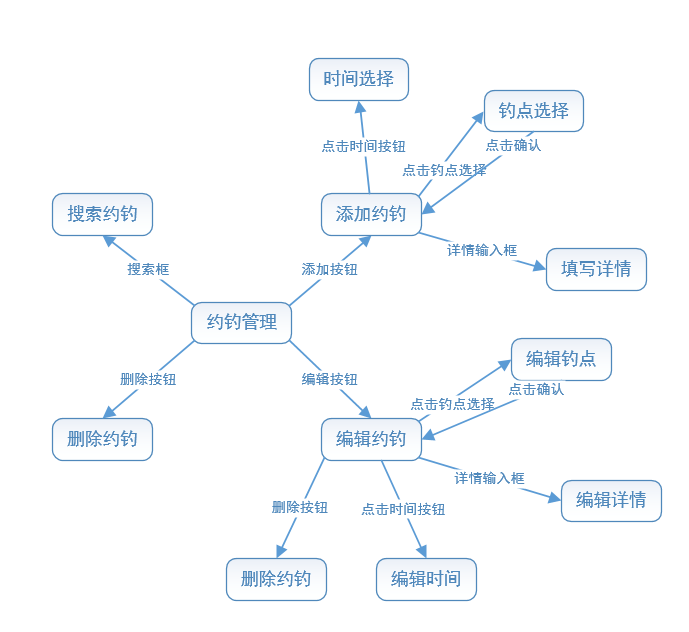 时间选择
钓点选择
点击时间按钮
点击确认
点击钓点选择
搜索约钓
添加约钓
详情输入框
搜索框
添加按钮
填写详情
约钓管理
编辑钓点
删除按钮
编辑按钮
点击确认
点击钓点选择
删除约钓
编辑约钓
详情输入框
编辑详情
删除按钮
点击时间按钮
删除约钓
编辑时间